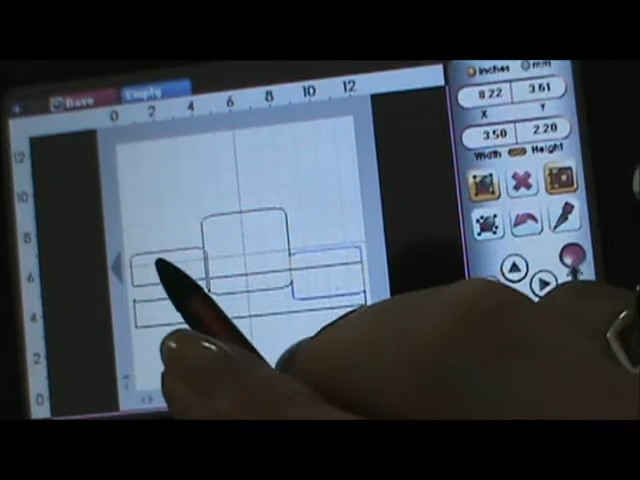 Base Empty
Inches mm
8.22 3.61
X Y
3.50 2.20
Width Height
0 2 4 6 8 10 12
12
10
8
6
4
2
0